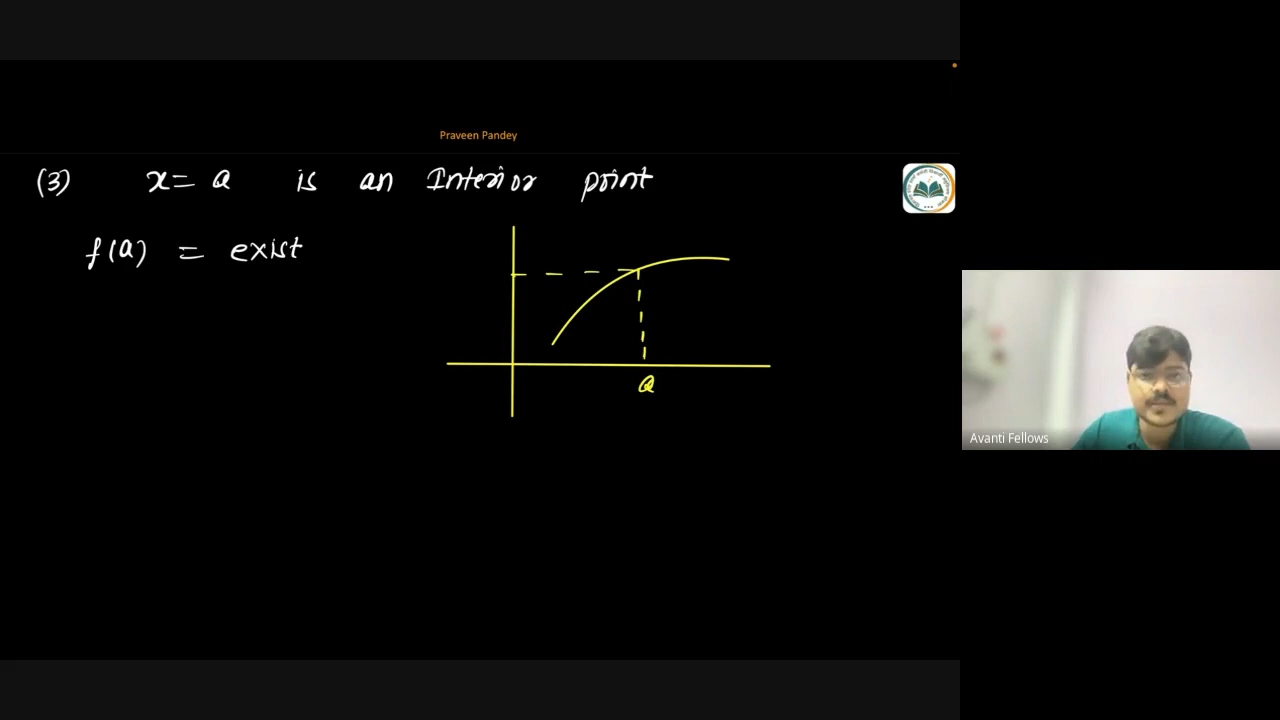 Praveen Pandey
(3) x = a is an Interior point
f(a) = exist
a
Avanti Fellows